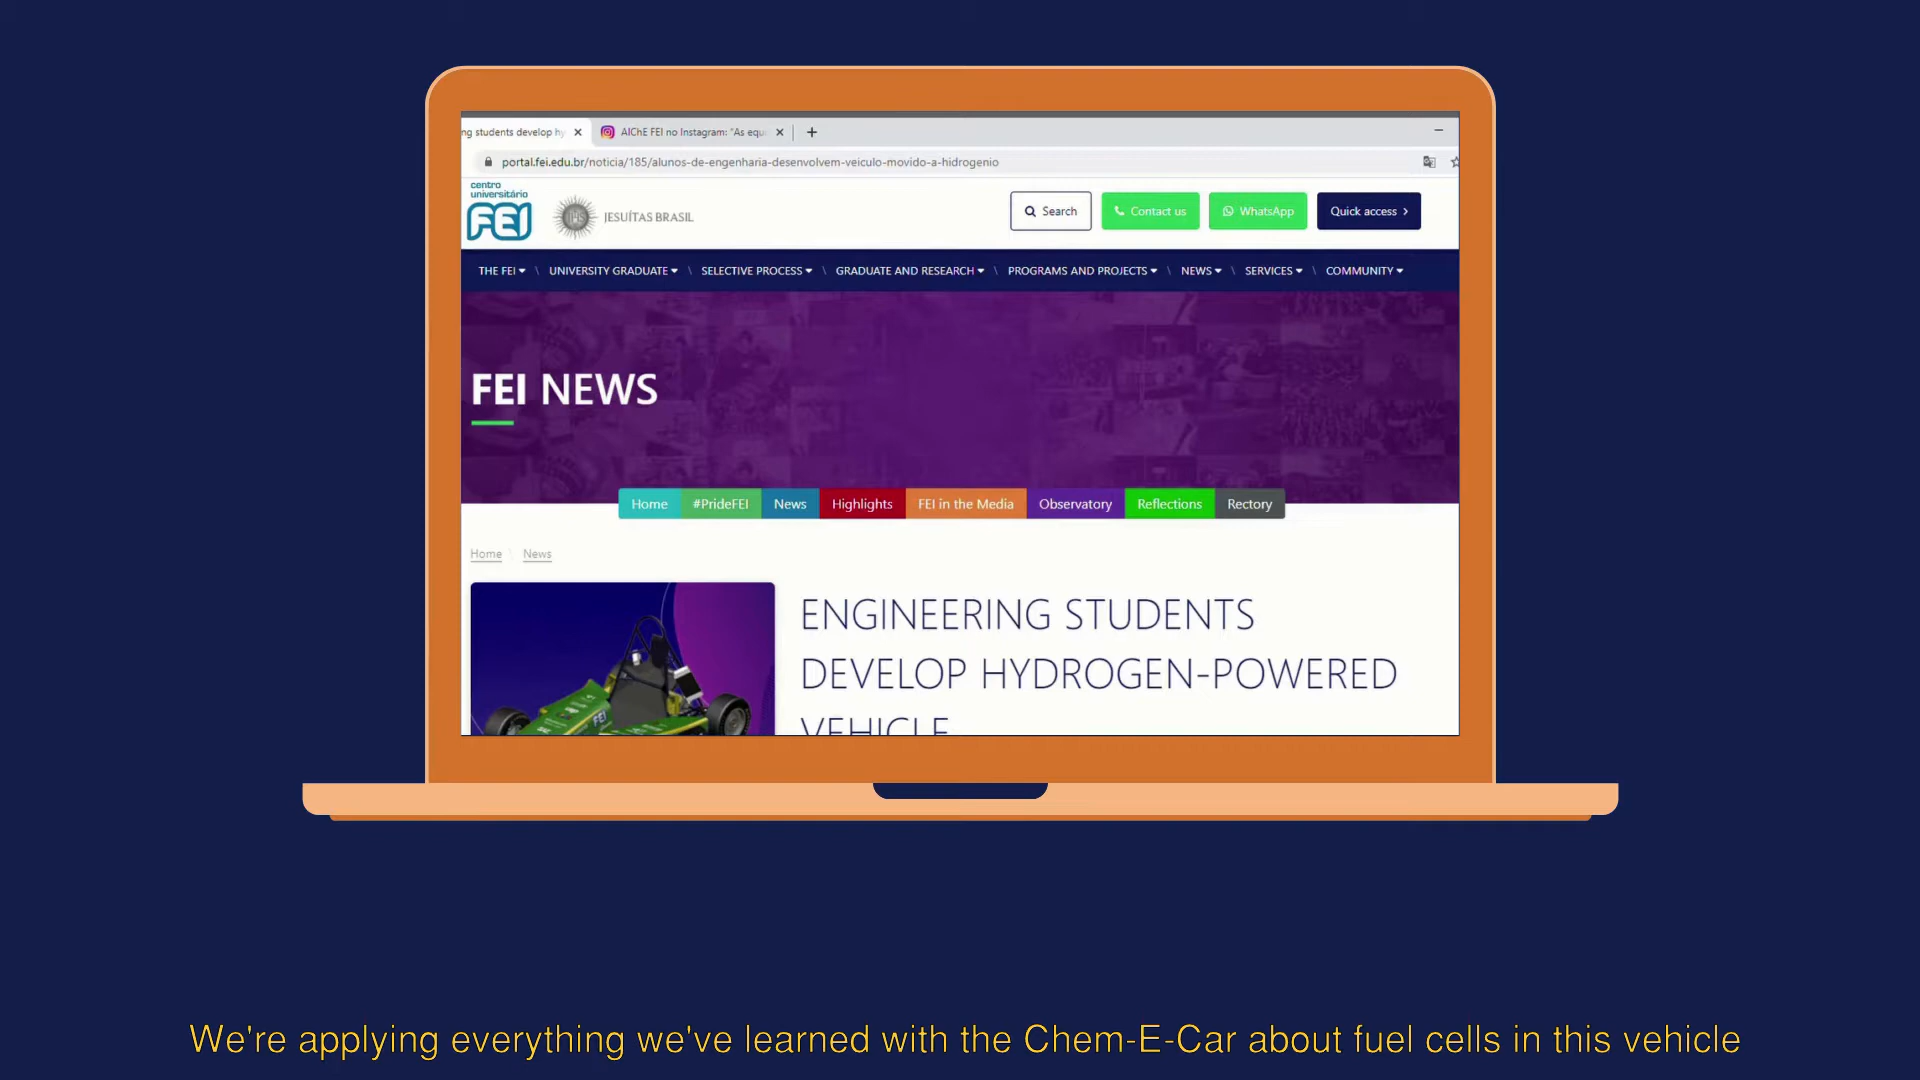 ng students develop hy
AIChE FEI no Instagram: "As equ
portal.fei.edu.br/noticia/185/alunos-de-engenharia-desenvolvem-veiculo-movido-a-hidrogenio
centro
universitário
FEI
IHS
JESUÍTAS BRASIL
Search
Contact us
WhatsApp
Quick access
THE FEI \ UNIVERSITY GRADUATE \ SELECTIVE PROCESS \ GRADUATE AND RESEARCH \ PROGRAMS AND PROJECTS \ NEWS \ SERVICES \ COMMUNITY
FEI NEWS
Home #PrideFEI News Highlights FEI in the Media Observatory Reflections Rectory
Home \ News
ENGINEERING STUDENTS
DEVELOP HYDROGEN-POWERED
VEHICLE
FEI
We're applying everything we've learned with the Chem-E-Car about fuel cells in this vehicle